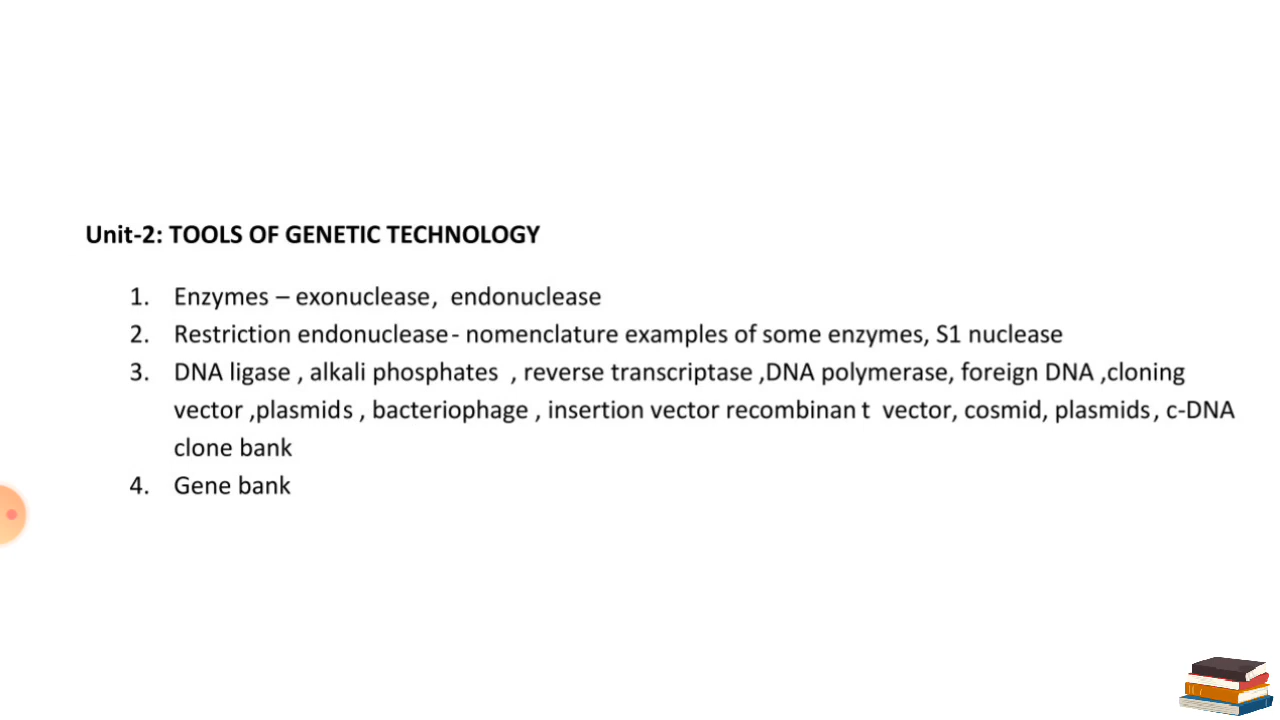 Unit-2: TOOLS OF GENETIC TECHNOLOGY
1. Enzymes – exonuclease, endonuclease
2. Restriction endonuclease - nomenclature examples of some enzymes, S1 nuclease
3. DNA ligase , alkali phosphates , reverse transcriptase ,DNA polymerase, foreign DNA ,cloning
vector ,plasmids , bacteriophage , insertion vector recombinan t vector, cosmid, plasmids , c-DNA
clone bank
4. Gene bank